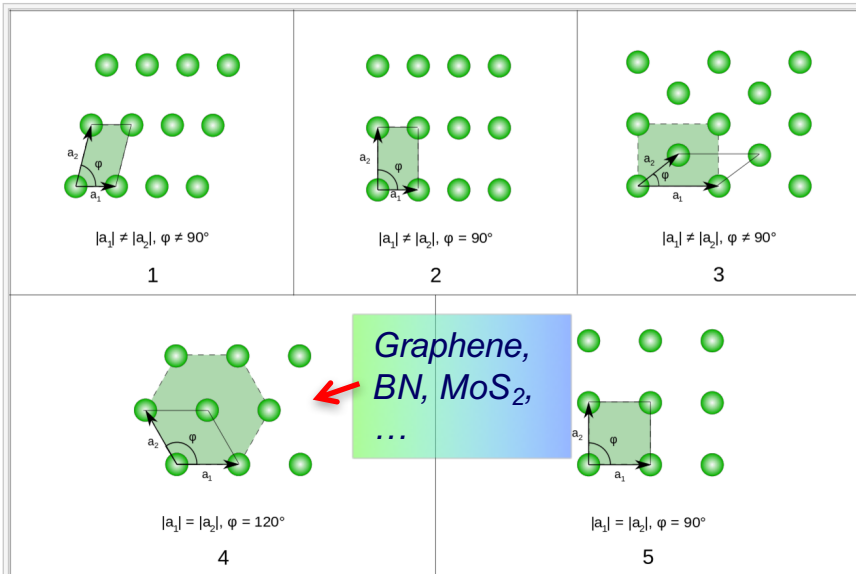 a₂
φ
a₁
|a₁| ≠ |a₂|, φ ≠ 90°
1
a₂
φ
a₁
|a₁| ≠ |a₂|, φ = 90°
2
a₂
φ
a₁
|a₁| ≠ |a₂|, φ ≠ 90°
3
a₂
φ
a₁
|a₁| = |a₂|, φ = 120°
4
Graphene,
BN, MoS₂,
...
a₂
φ
a₁
|a₁| = |a₂|, φ = 90°
5